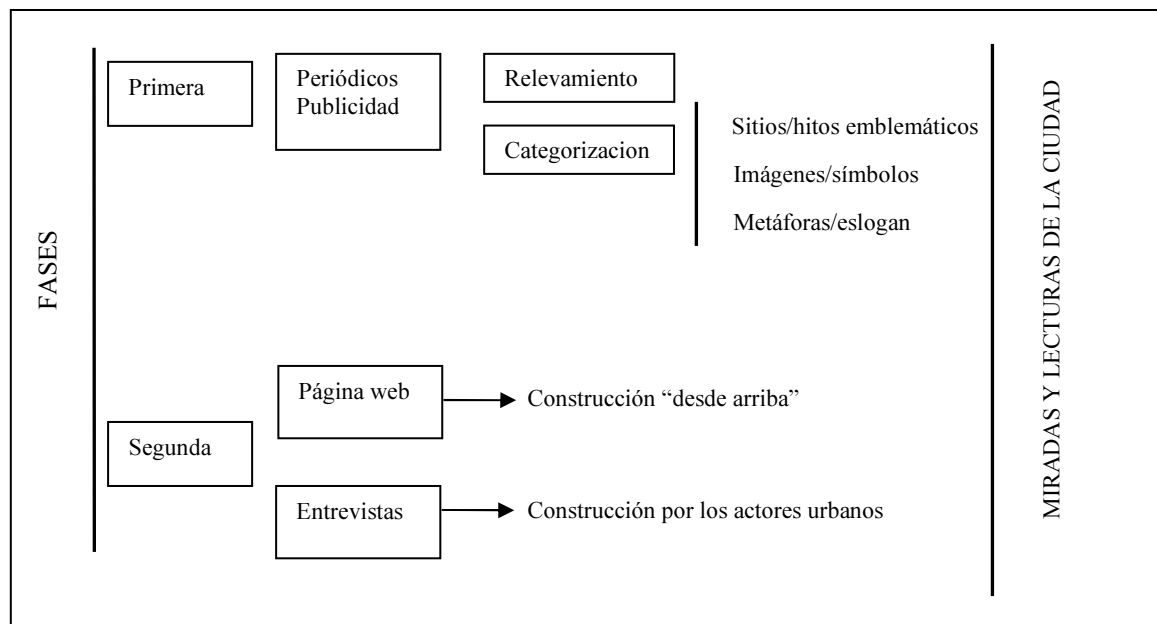 FASES
Primera
Periódicos
Publicidad
Relevamiento
Categorizacion
Sitios/hitos emblemáticos
Imágenes/símbolos
Metáforas/eslogan
Segunda
Página web
Construcción “desde arriba”
Entrevistas
Construcción por los actores urbanos
MIRADAS Y LECTURAS DE LA CIUDAD